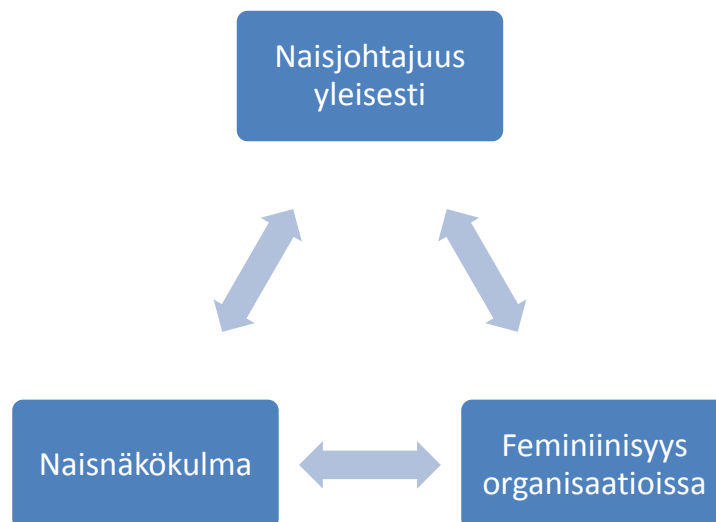 Naisjohtajuus
yleisesti
Naisnäkökulma
Feminiinisyys
organisaatioissa